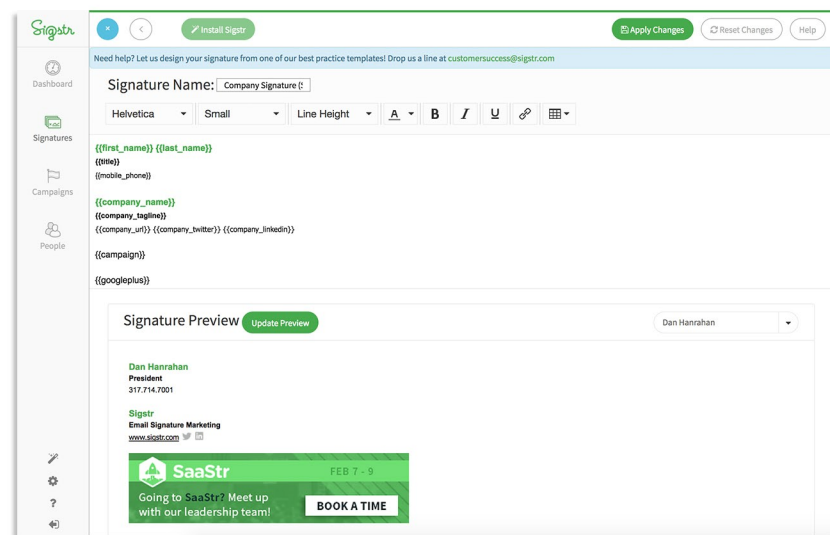 Sigstr
Install Sigstr
Apply Changes
Reset Changes
Help
Need help? Let us design your signature from one of our best practice templates! Drop us a line at customersuccess@sigstr.com
Dashboard
Signatures
Campaigns
People
Signature Name: Company Signature (S
Helvetica
Small
Line Height
A
B
I
U
{{first_name}} {{last_name}}
{{title}}
{{mobile_phone}}
{{company_name}}
{{company_tagline}}
{{company_url}} {{company_twitter}} {{company_linkedin}}
{{campaign}}
{{googleplus}}
Signature Preview
Update Preview
Dan Hanrahan
Dan Hanrahan
President
317.714.7001
Sigstr
Email Signature Marketing
www.sigstr.com
SaaStr
FEB 7 - 9
Going to SaaStr? Meet up
with our leadership team!
BOOK A TIME